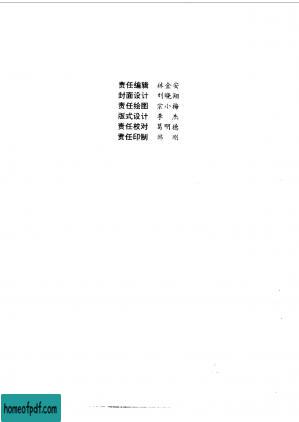 责任编辑 林金安
封面设计 刘晓翔
责任绘图 宗小梅
版式设计 李 杰
责任校对 葛明德
责任印制 韩 刚
homeofpdf.com